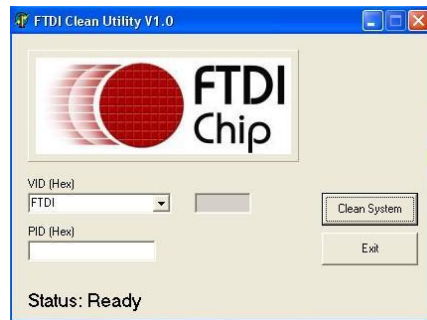 FTDI Clean Utility V1.0
FTDI
Chip
VID (Hex)
FTDI
Clean System
PID (Hex)
Exit
Status: Ready